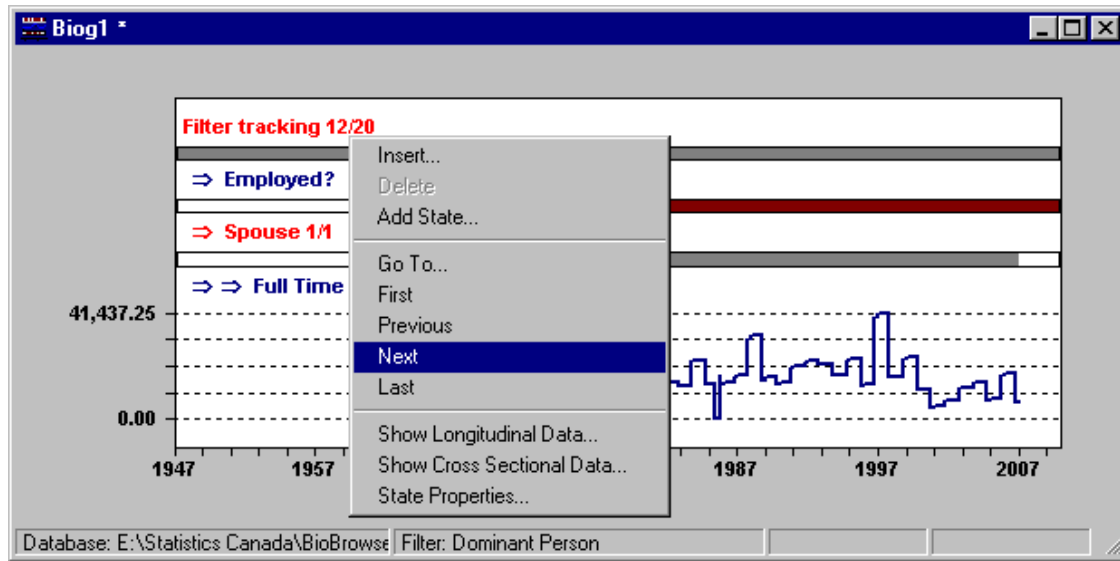 Biog1 *
Filter tracking 12/20
⇒ Employed?
⇒ Spouse 1/1
⇒ ⇒ Full Time
41,437.25
0.00
1947 1957 1987 1997 2007
Insert...
Delete
Add State...
Go To...
First
Previous
Next
Last
Show Longitudinal Data...
Show Cross Sectional Data...
State Properties...
Database: E:\Statistics Canada\BioBrowse Filter: Dominant Person